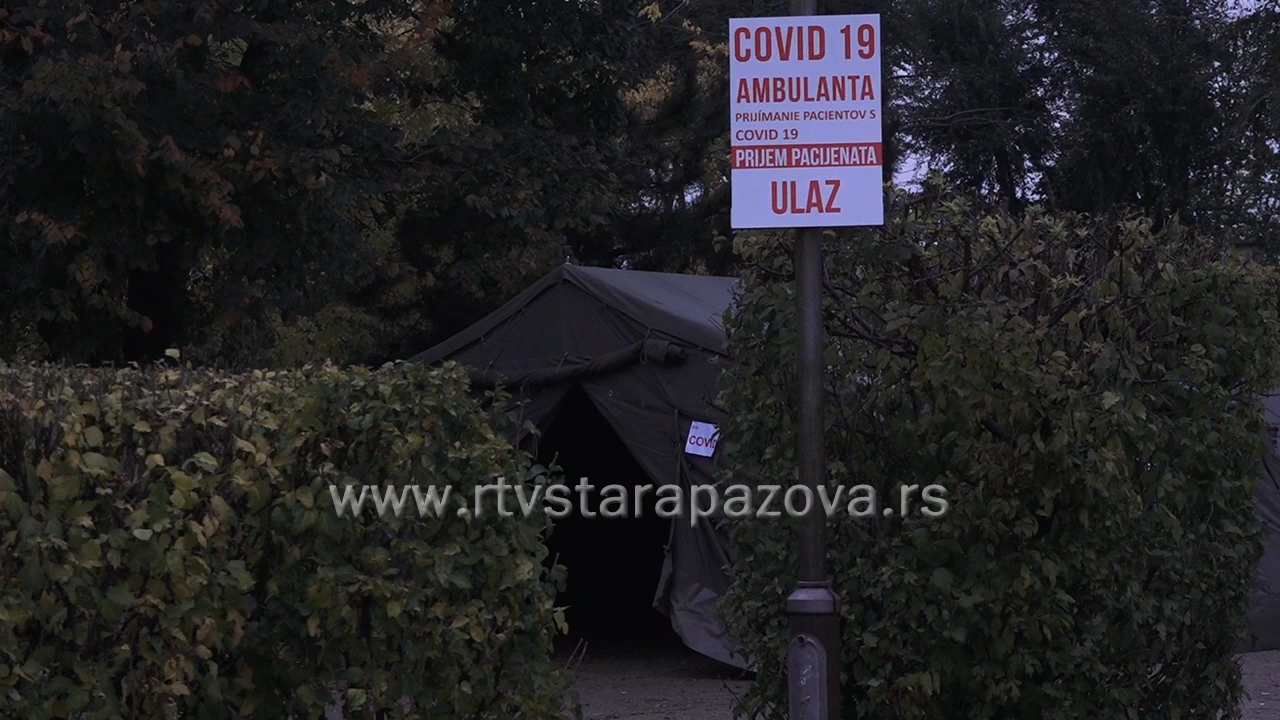 COVID 19
AMBULANTA
PRIJÍMANIE PACIENTOV S
COVID 19
PRIJEM PACIJENATA
ULAZ
COVID
www.rtvstarapazova.rs